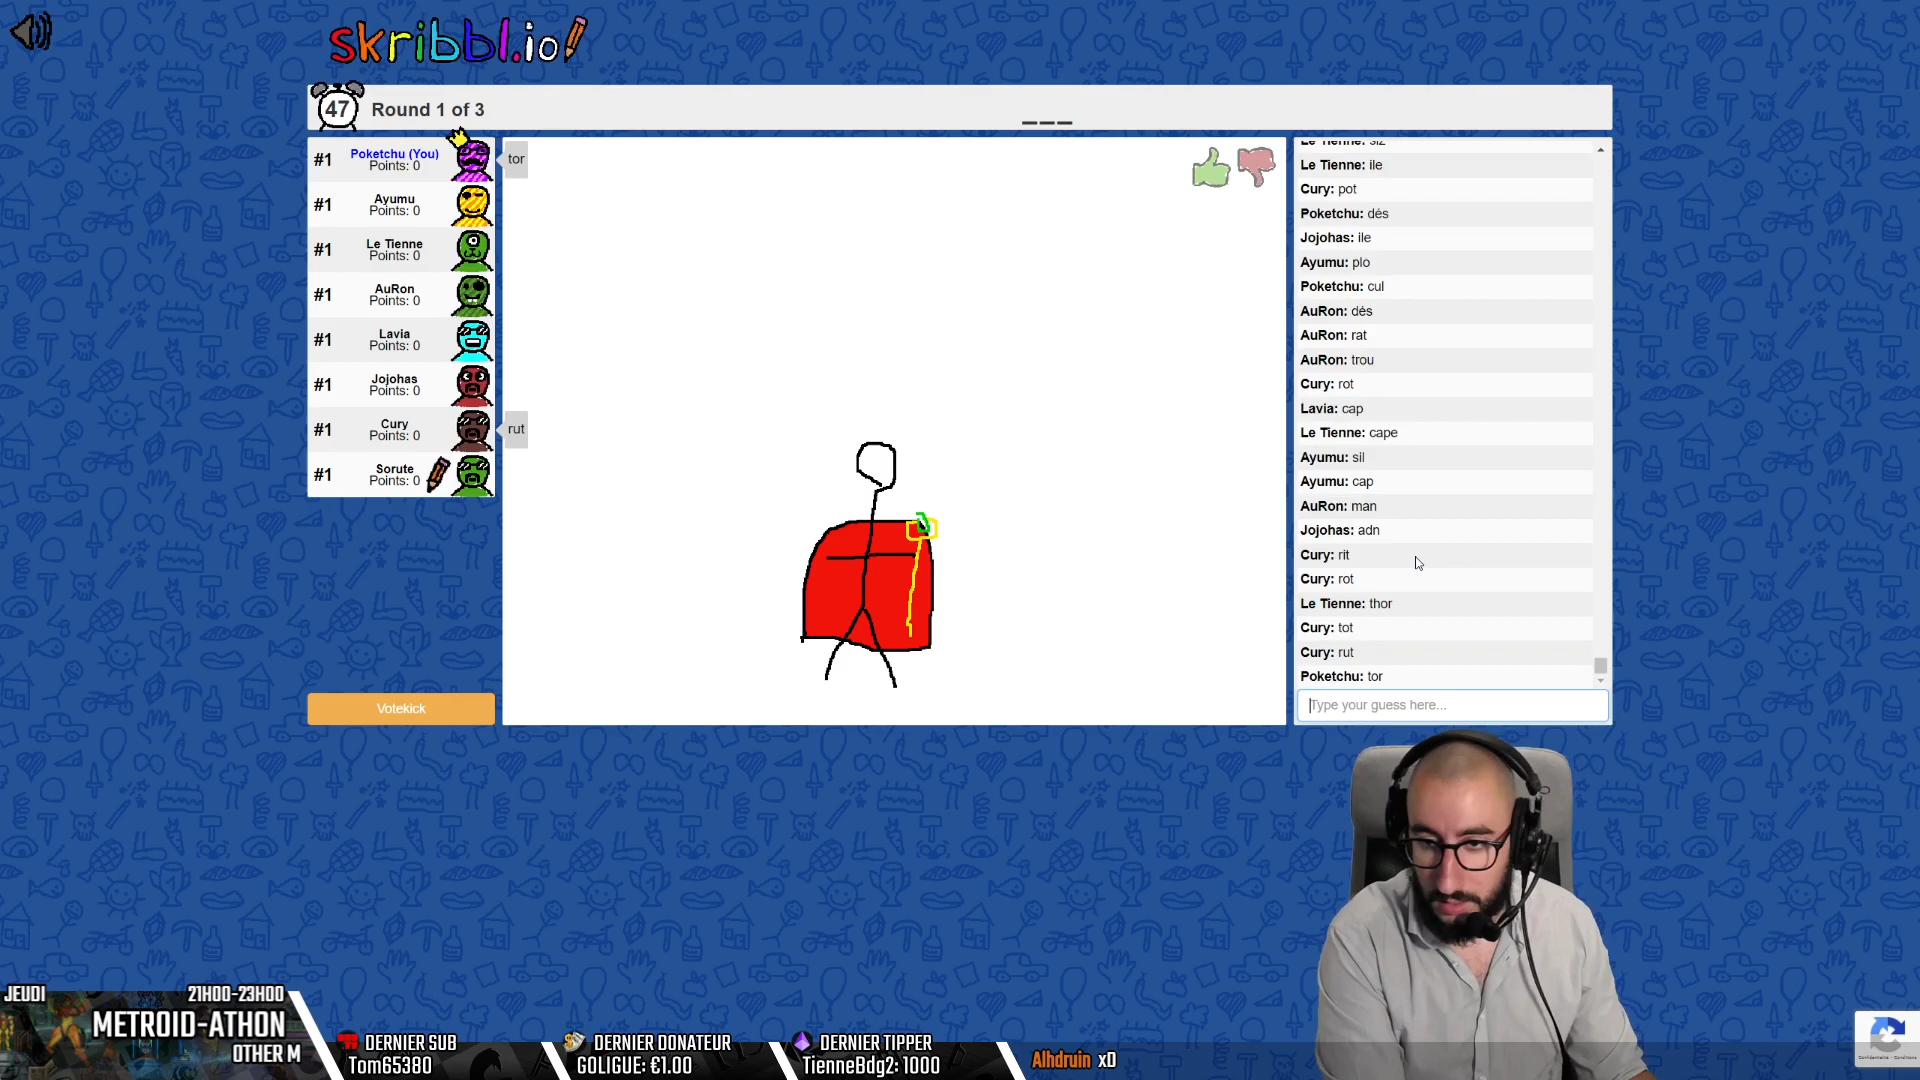 skribbl.io
47
Round 1 of 3
___
#1 Poketchu (You)
Points: 0
tor
#1 Ayumu
Points: 0
#1 Le Tienne
Points: 0
#1 AuRon
Points: 0
#1 Lavia
Points: 0
#1 Jojohas
Points: 0
#1 Cury
Points: 0
rut
#1 Sorute
Points: 0
Votekick
Le Tienne: siz
Le Tienne: ile
Cury: pot
Poketchu: dés
Jojohas: ile
Ayumu: plo
Poketchu: cul
AuRon: dés
AuRon: rat
AuRon: trou
Cury: rot
Lavia: cap
Le Tienne: cape
Ayumu: sil
Ayumu: cap
AuRon: man
Jojohas: adn
Cury: rit
Cury: rot
Le Tienne: thor
Cury: tot
Cury: rut
Poketchu: tor
Type your guess here...
JEUDI 21H00-23H00
METROID-ATHON
OTHER M
DERNIER SUB
Tom65380
DERNIER DONATEUR
GOLIGUE: €1.00
DERNIER TIPPER
TienneBdg2: 1000
Alhdruin xD